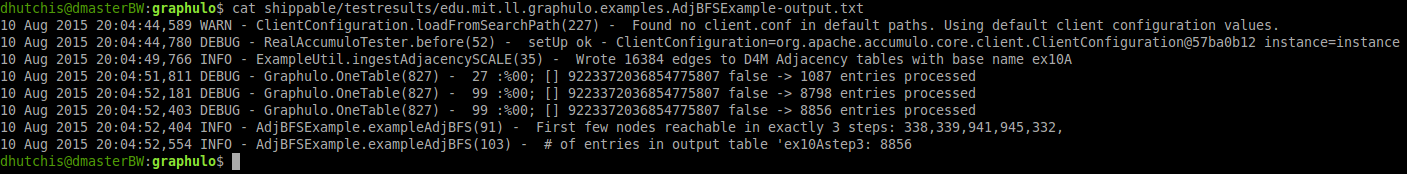 dhutchis@dmasterBW:graphulo$ cat shippable/testresults/edu.mit.ll.graphulo.examples.AdjBFSExample-output.txt
10 Aug 2015 20:04:44,589 WARN - ClientConfiguration.loadFromSearchPath(227) -  Found no client.conf in default paths. Using default client configuration values.
10 Aug 2015 20:04:44,780 DEBUG - RealAccumuloTester.before(52) -  setUp ok - ClientConfiguration=org.apache.accumulo.core.client.ClientConfiguration@57ba0b12 instance=instance
10 Aug 2015 20:04:49,766 INFO - ExampleUtil.ingestAdjacencySCALE(35) -  Wrote 16384 edges to D4M Adjacency tables with base name ex10A
10 Aug 2015 20:04:51,811 DEBUG - Graphulo.OneTable(827) -  27 :%00; [] 9223372036854775807 false -> 1087 entries processed
10 Aug 2015 20:04:52,181 DEBUG - Graphulo.OneTable(827) -  99 :%00; [] 9223372036854775807 false -> 8798 entries processed
10 Aug 2015 20:04:52,403 DEBUG - Graphulo.OneTable(827) -  99 :%00; [] 9223372036854775807 false -> 8856 entries processed
10 Aug 2015 20:04:52,404 INFO - AdjBFSExample.exampleAdjBFS(91) -  First few nodes reachable in exactly 3 steps: 338,339,941,945,332,
10 Aug 2015 20:04:52,554 INFO - AdjBFSExample.exampleAdjBFS(103) -  # of entries in output table 'ex10Astep3: 8856
dhutchis@dmasterBW:graphulo$